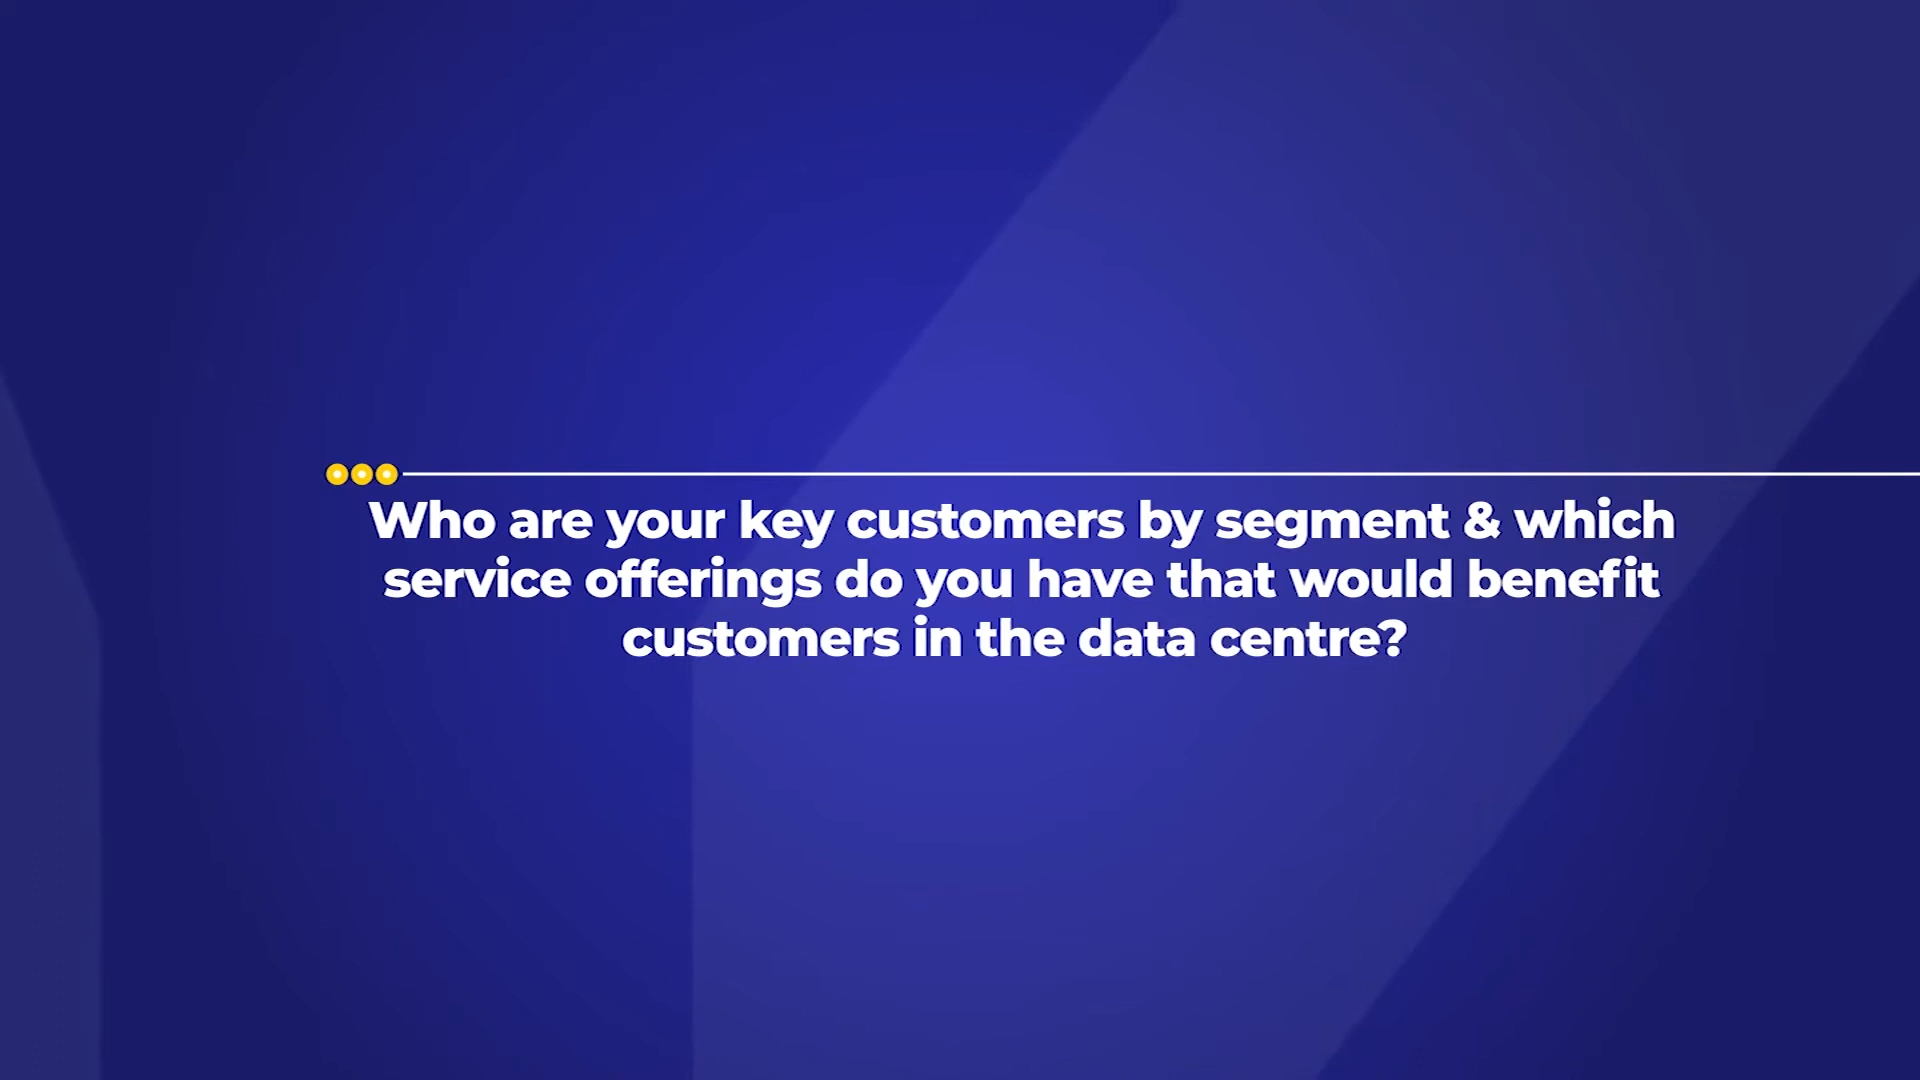 Who are your key customers by segment & which
service offerings do you have that would benefit
customers in the data centre?